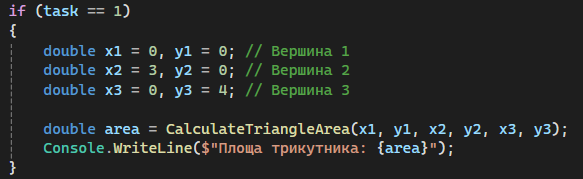 if (task == 1)
{
double x1 = 0, y1 = 0; // Вершина 1
double x2 = 3, y2 = 0; // Вершина 2
double x3 = 0, y3 = 4; // Вершина 3
double area = CalculateTriangleArea(x1, y1, x2, y2, x3, y3);
Console.WriteLine($"Площа трикутника: {area}");
}